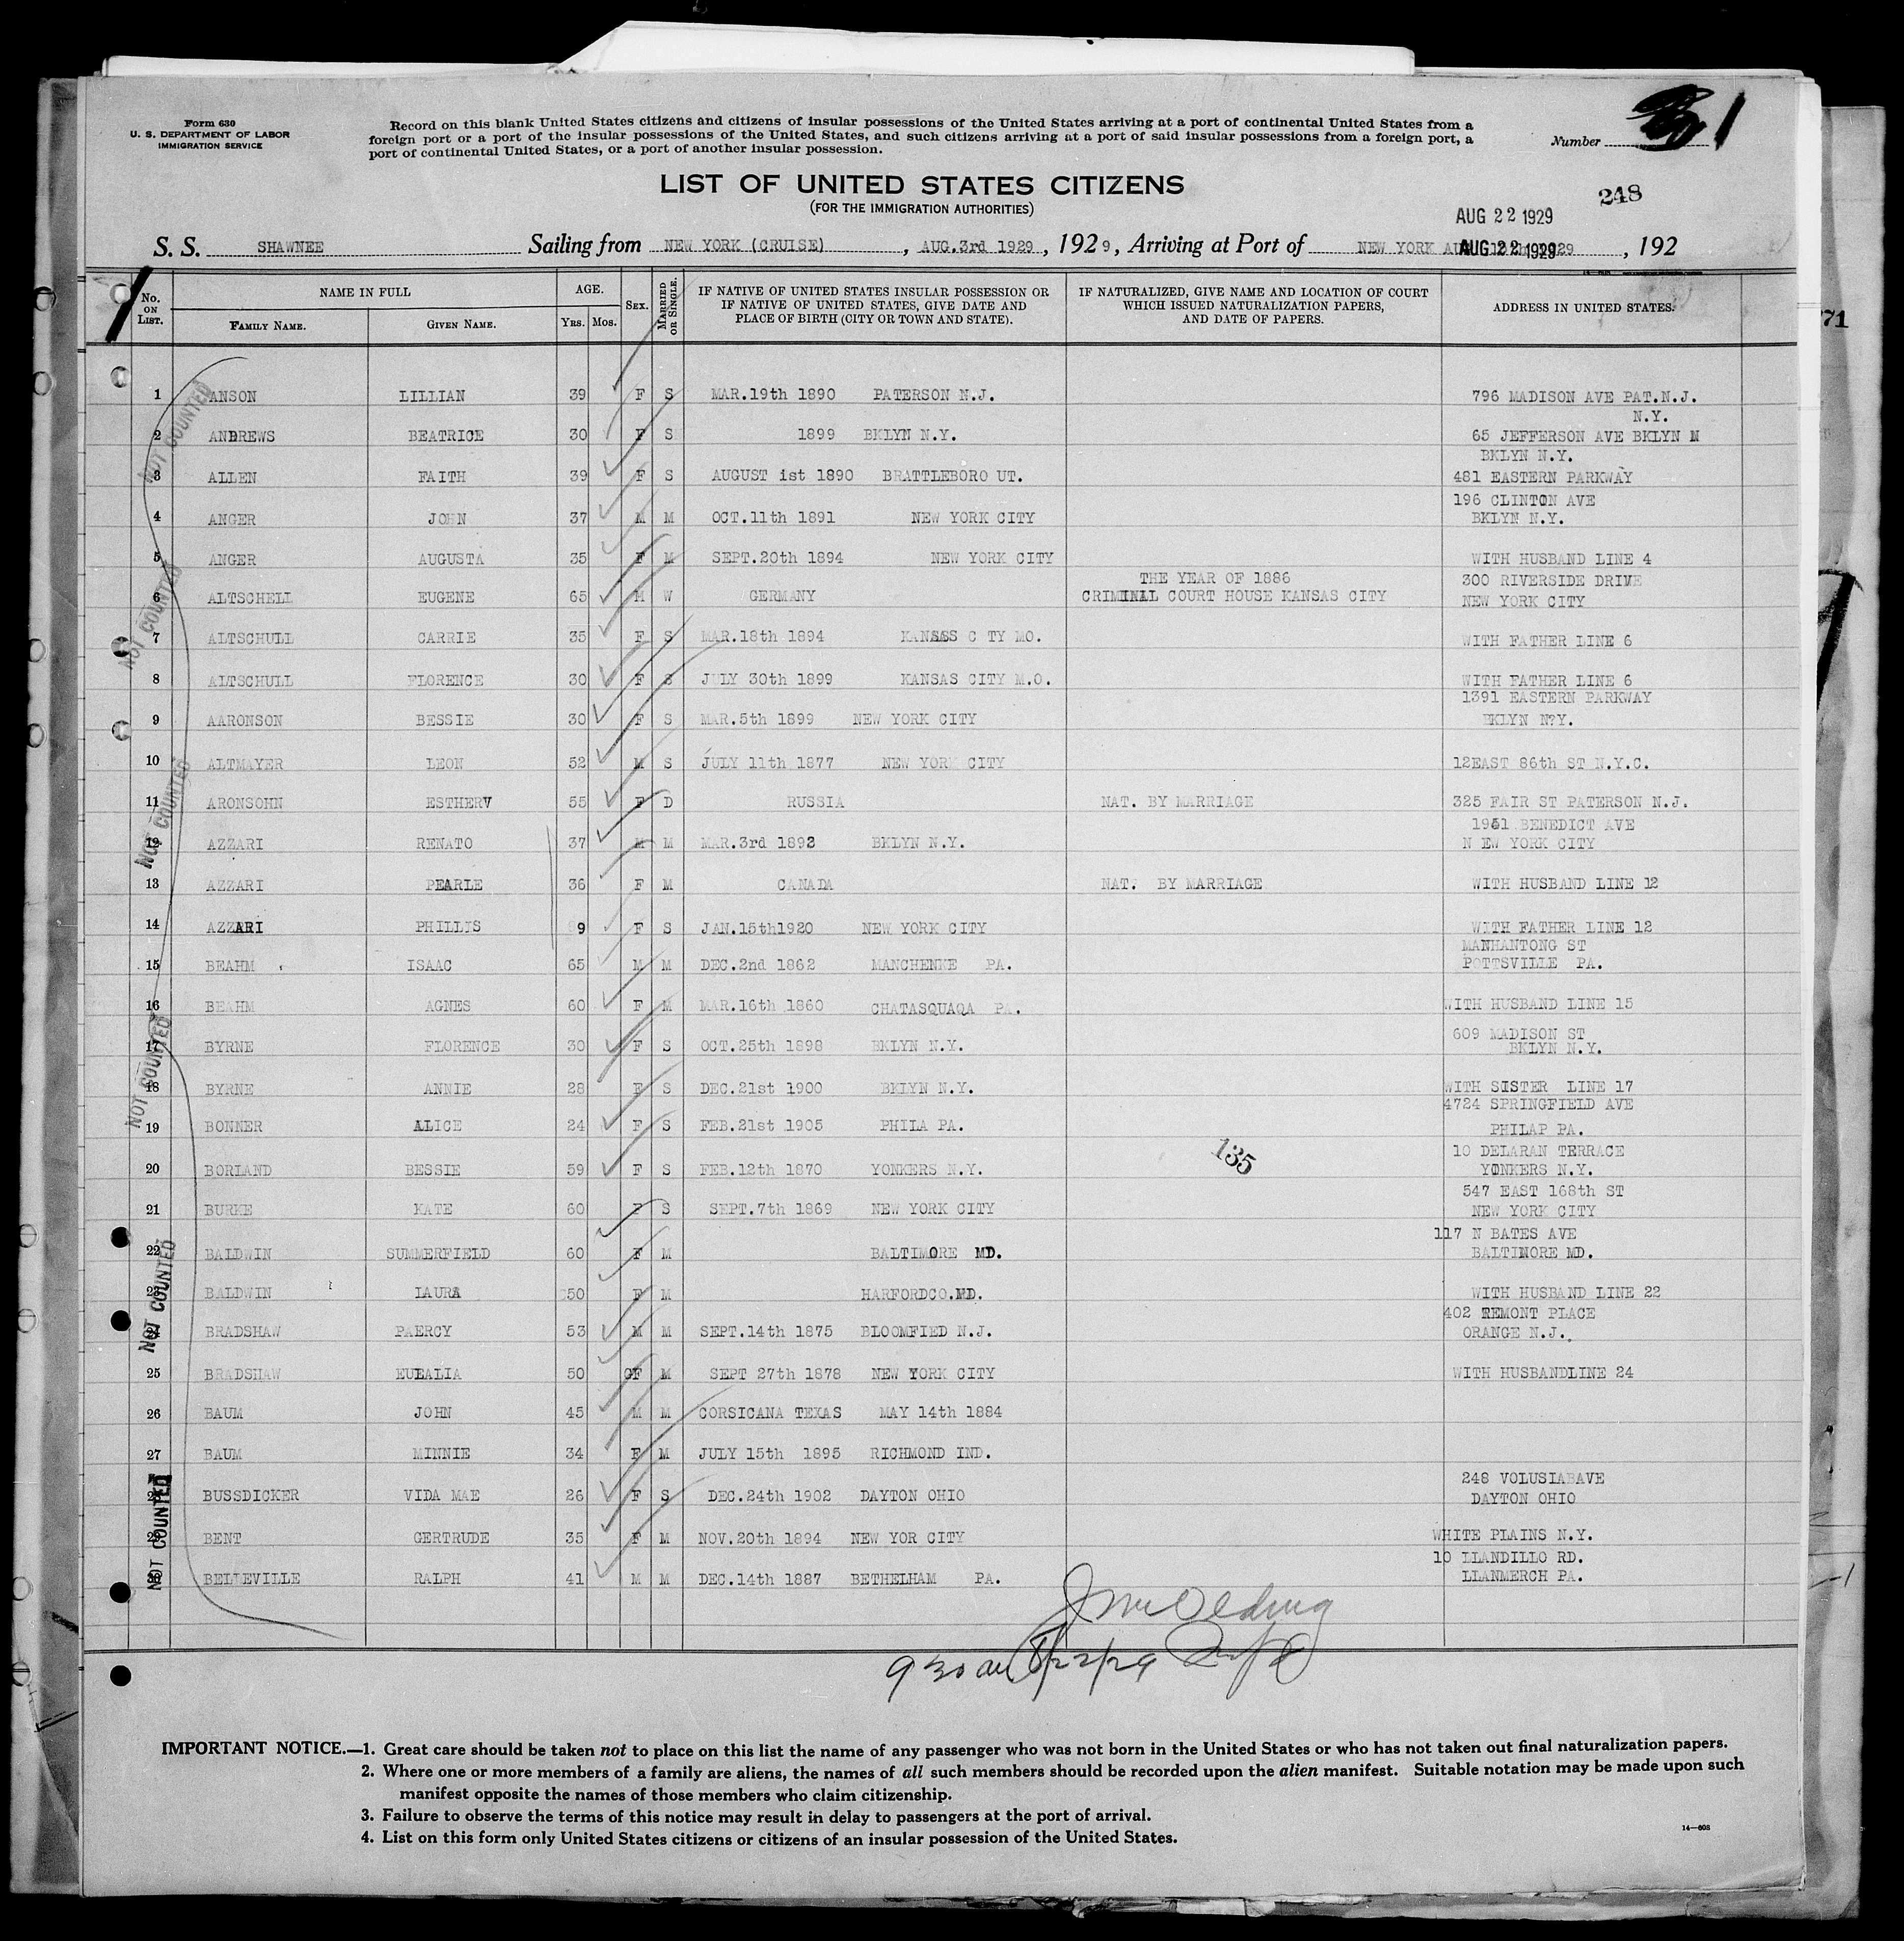 Form 630
U. S. DEPARTMENT OF LABOR
IMMIGRATION SERVICE
Record on this blank United States citizens and citizens of insular possessions of the United States arriving at a port of continental United States from a
foreign port or a port of the insular possessions of the United States, and such citizens arriving at a port of said insular possessions from a foreign port, a
port of continental United States, or a port of another insular possession.
Number 1
LIST OF UNITED STATES CITIZENS
(FOR THE IMMIGRATION AUTHORITIES)
248
AUG 22 1929
S. S. SHAWNEE Sailing from NEW YORK (CRUISE), AUG.3rd 1929, 1929, Arriving at Port of NEW YORK AUG 22 1929, 192
No. ON LIST. NAME IN FULL FAMILY NAME. GIVEN NAME. AGE. Yrs. Mos. SEX. MARRIED OR SINGLE. IF NATIVE OF UNITED STATES INSULAR POSSESSION OR IF NATIVE OF UNITED STATES, GIVE DATE AND PLACE OF BIRTH (CITY OR TOWN AND STATE). IF NATURALIZED, GIVE NAME AND LOCATION OF COURT WHICH ISSUED NATURALIZATION PAPERS, AND DATE OF PAPERS. ADDRESS IN UNITED STATES.
71
1 ANSON LILLIAN 39 F S MAR.19th 1890 PATERSON N.J. 796 MADISON AVE PAT.N.J.
N.Y.
2 ANDREWS BEATRICE 30 F S 1899 BKLYN N.Y. 65 JEFFERSON AVE BKLYN N
BKLYN N.Y.
3 ALLEN FAITH 39 F S AUGUST 1st 1890 BRATTLEBORO UT. 481 EASTERN PARKWAY
196 CLINTON AVE
4 ANGER JOHN 37 M M OCT.11th 1891 NEW YORK CITY BKLYN N.Y.
5 ANGER AUGUSTA 35 F M SEPT.20th 1894 NEW YORK CITY WITH HUSBAND LINE 4
THE YEAR OF 1886 300 RIVERSIDE DRIVE
6 ALTSCHELL EUGENE 65 M W GERMANY CRIMINAL COURT HOUSE KANSAS CITY NEW YORK CITY
7 ALTSCHULL CARRIE 35 F S MAR.18th 1894 KANSAS C TY MO. WITH FATHER LINE 6
8 ALTSCHULL FLORENCE 30 F S JULY 30th 1899 KANSAS CITY M.O. WITH FATHER LINE 6
1391 EASTERN PARKWAY
9 AARONSON BESSIE 30 F S MAR.5th 1899 NEW YORK CITY BKLYN N?Y.
10 ALTMAYER LEON 52 M S JULY 11th 1877 NEW YORK CITY 12EAST 86th ST N.Y.C.
11 ARONSOHN ESTHERV 55 F D RUSSIA NAT. BY MARRIAGE 325 FAIR ST PATERSON N.J.
BENEDICT AVE
12 AZZARI RENATO 37 M M MAR.3rd 1892 BKLYN N.Y. N EW YORK CITY
13 AZZARI PEARLE 36 F M CANADA NAT. BY MARRIAGE WITH HUSBAND LINE 12
14 AZZARI PHILLIS 9 F S JAN.15th1920 NEW YORK CITY WITH FATHER LINE 12
MANHANTONG ST
15 BEAHM ISAAC 65 M M DEC.2nd 1862 MANCHENKE PA. POTTSVILLE PA.
16 BEAHM AGNES 60 F M MAR.16th 1860 CHATASQUAQA PA. WITH HUSBAND LINE 15
609 MADISON ST
17 BYRNE FLORENCE 30 F S OCT.25th 1898 BKLYN N.Y. BKLYN N.Y.
18 BYRNE ANNIE 28 F S DEC.21st 1900 BKLYN N.Y. WITH SISTER LINE 17
4724 SPRINGFIELD AVE
19 BONNER ALICE 24 F S FEB.21st 1905 PHILA PA. PHILAP PA.
135
10 DELARAN TERRACE
20 BORLAND BESSIE 59 F S FEB.12th 1870 YONKERS N.Y. YONKERS N.Y.
547 EAST 168th ST
21 BURKE KATE 60 F S SEPT.7th 1869 NEW YORK CITY NEW YORK CITY
117 N BATES AVE
22 BALDWIN SUMMERFIELD 60 F M BALTIMORE MD. BALTIMORE MD.
23 BALDWIN LAURA 50 F M HARFORDCO.MD. WITH HUSBAND LINE 22
402 REMONT PLACE
24 BRADSHAW PAERCY 53 M M SEPT.14th 1875 BLOOMFIED N.J. ORANGE N.J.
25 BRADSHAW EULALIA 50 F M SEPT 27th 1878 NEW YORK CITY WITH HUSBANDLINE 24
26 BAUM JOHN 45 M M CORSICANA TEXAS MAY 14th 1884
27 BAUM MINNIE 34 F M JULY 15th 1895 RICHMOND IND.
248 VOLUSIABAVE
28 BUSSDICKER VIDA MAE 26 F S DEC.24th 1902 DAYTON OHIO DAYTON OHIO
29 BENT GERTRUDE 35 F M NOV.20th 1894 NEW YOR CITY WHITE PLAINS N.Y.
10 LLANDILLO RD.
30 BELLEVILLE RALPH 41 M M DEC.14th 1887 BETHELHAM PA. LLANMERCH PA.
NOT COUNTED
NOT COUNTED
NOT COUNTED
NOT COUNTED
NOT COUNTED
NOT COUNTED
9 30 am 8/22/29
IMPORTANT NOTICE.—1. Great care should be taken not to place on this list the name of any passenger who was not born in the United States or who has not taken out final naturalization papers.
2. Where one or more members of a family are aliens, the names of all such members should be recorded upon the alien manifest. Suitable notation may be made upon such
manifest opposite the names of those members who claim citizenship.
3. Failure to observe the terms of this notice may result in delay to passengers at the port of arrival.
4. List on this form only United States citizens or citizens of an insular possession of the United States.
14—608